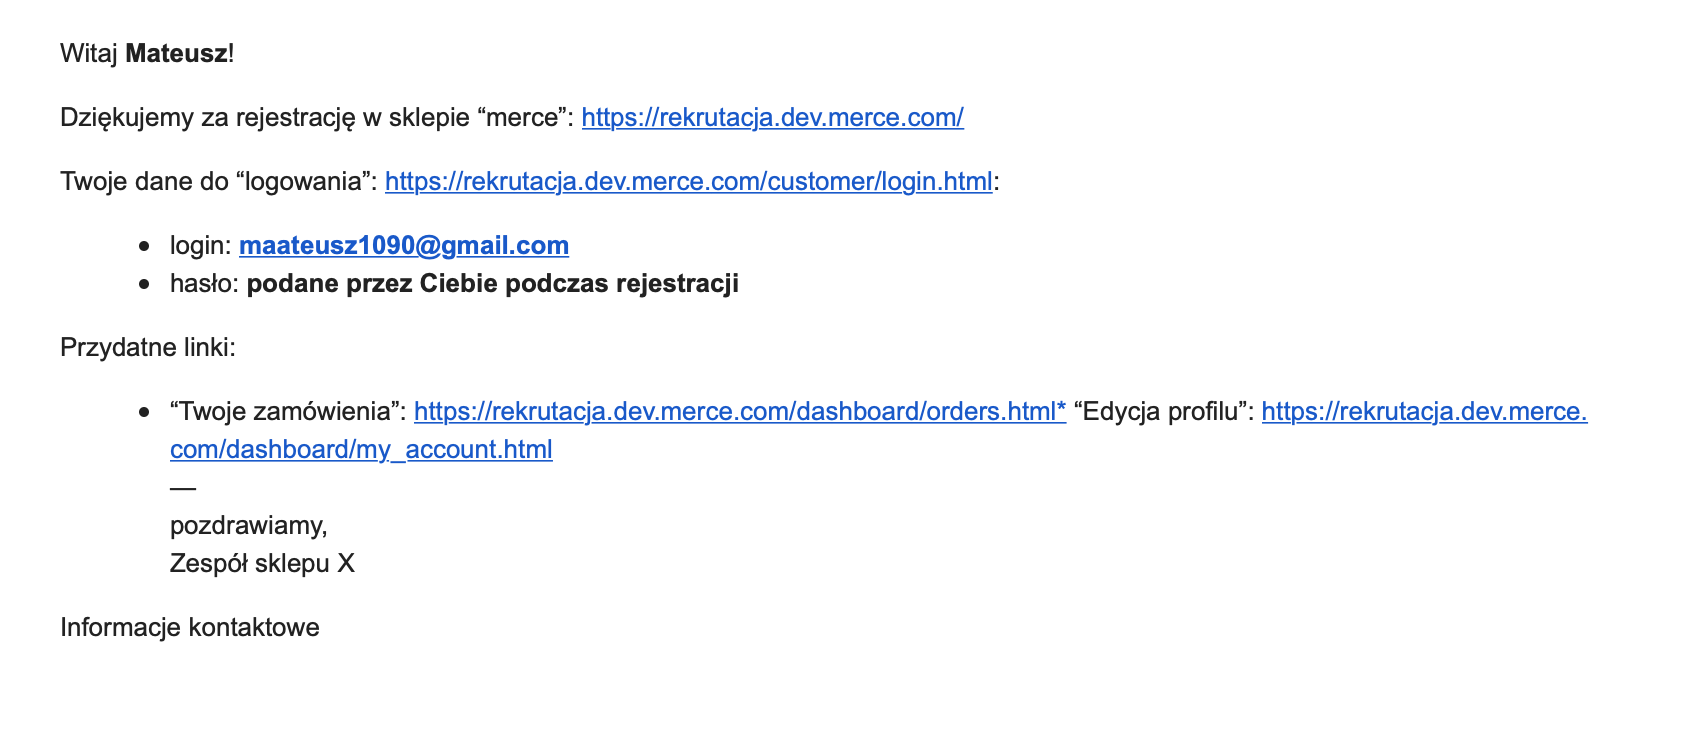 Witaj Mateusz!
Dziękujemy za rejestrację w sklepie “merce”: https://rekrutacja.dev.merce.com/
Twoje dane do “logowania”: https://rekrutacja.dev.merce.com/customer/login.html:
• login: maateusz1090@gmail.com
• hasło: podane przez Ciebie podczas rejestracji
Przydatne linki:
• “Twoje zamówienia”: https://rekrutacja.dev.merce.com/dashboard/orders.html* “Edycja profilu”: https://rekrutacja.dev.merce.
com/dashboard/my_account.html
—
pozdrawiamy,
Zespół sklepu X
Informacje kontaktowe